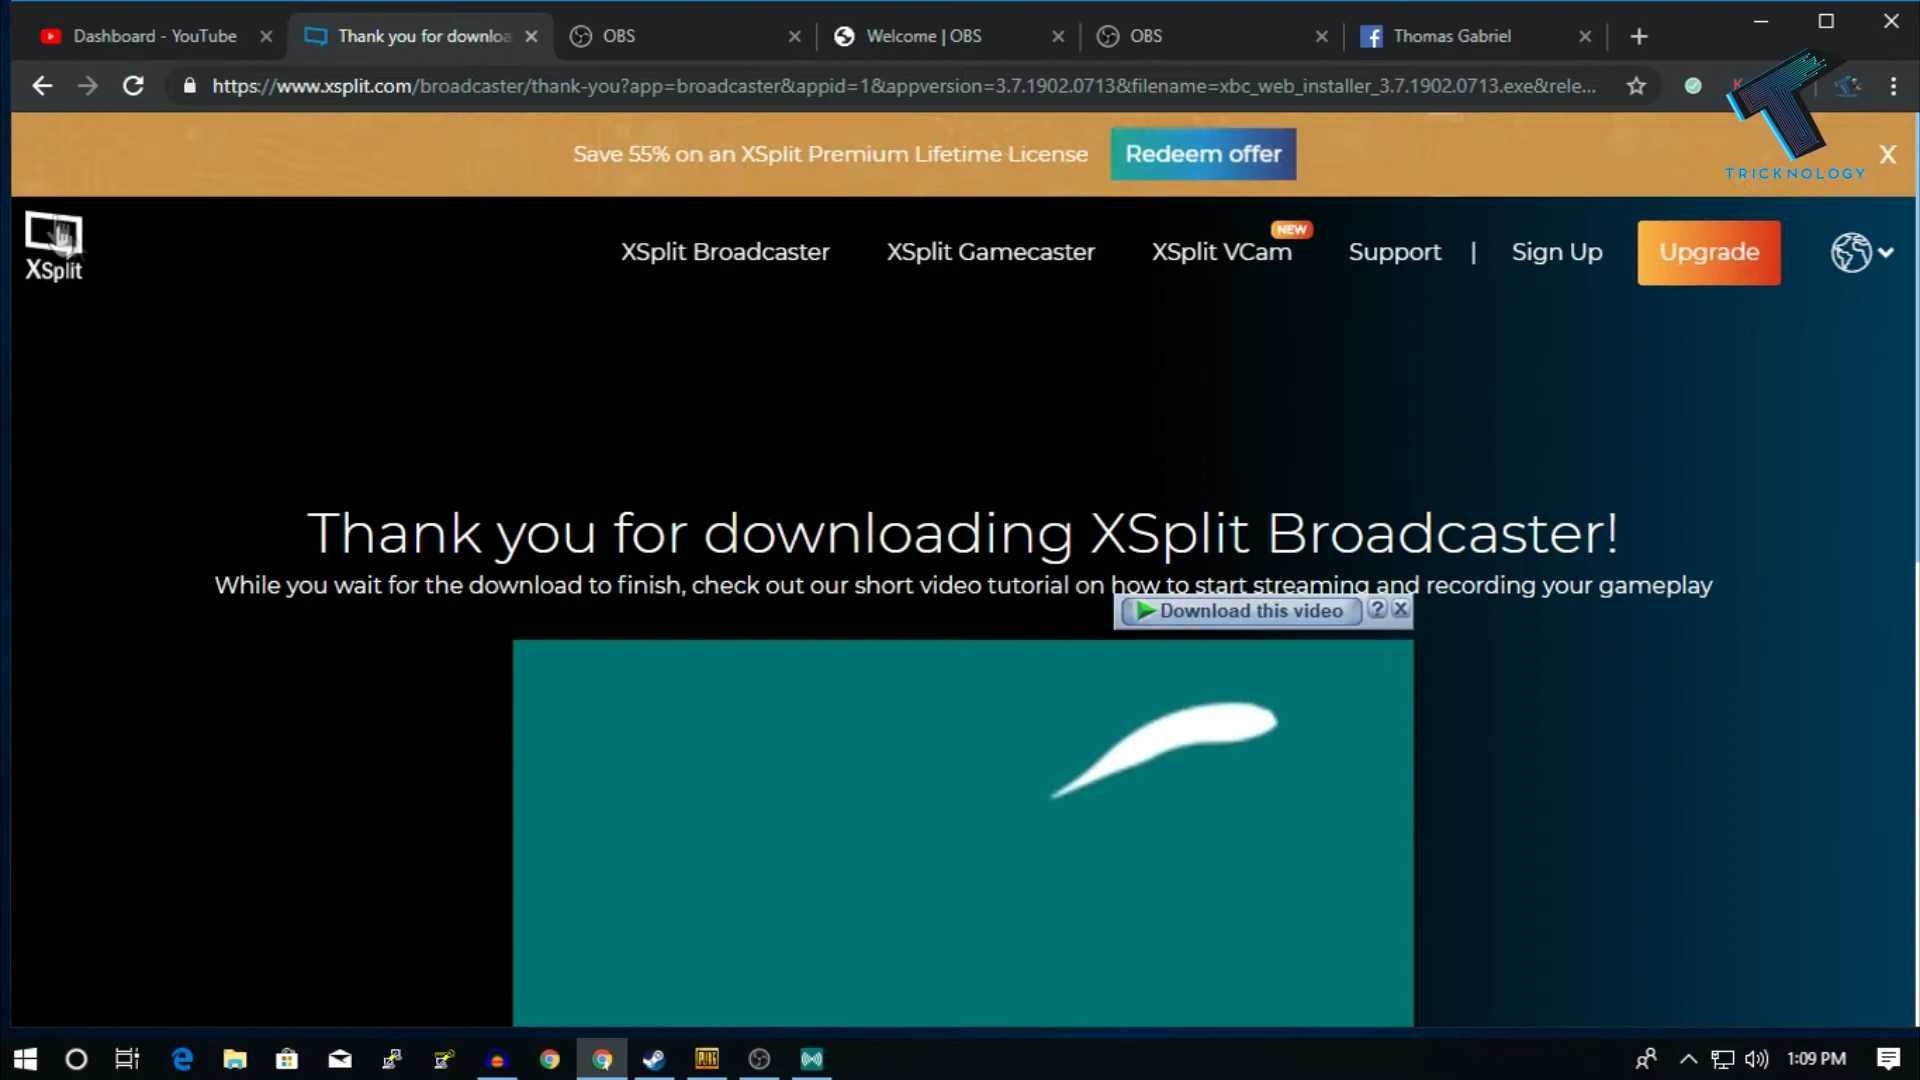 Dashboard - YouTube
Thank you for downloa
OBS
Welcome | OBS
OBS
Thomas Gabriel
https://www.xsplit.com/broadcaster/thank-you?app=broadcaster&appid=1&appversion=3.7.1902.0713&filename=xbc_web_installer_3.7.1902.0713.exe&rele...
TRICKNOLOGY
Save 55% on an XSplit Premium Lifetime License
Redeem offer
X
XSplit
XSplit Broadcaster
XSplit Gamecaster
NEW
XSplit VCam
Support
|
Sign Up
Upgrade
Thank you for downloading XSplit Broadcaster!
While you wait for the download to finish, check out our short video tutorial on how to start streaming and recording your gameplay
Download this video
?
PUBG
1:09 PM